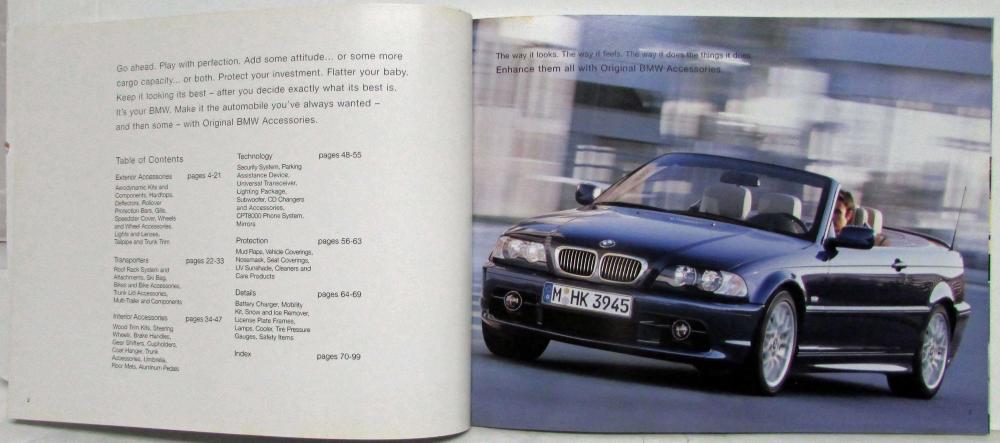 Go ahead. Play with perfection. Add some attitude... or some more
cargo capacity... or both. Protect your investment. Flatter your baby.
Keep it looking its best – after you decide exactly what its best is.
It's your BMW. Make it the automobile you've always wanted –
and then some – with Original BMW Accessories.
Table of Contents
Exterior Accessories pages 4-21
Aerodynamic Kits and
Components, Hardtops,
Deflectors, Rollover
Protection Bars, Grills,
Speedster Cover, Wheels
and Wheel Accessories,
Lights and Lenses,
Tailpipe and Trunk Trim
Transporters pages 22-33
Roof Rack System and
Attachments, Ski Bag,
Bikes and Bike Accessories,
Trunk Lid Accessories,
Multi-Trailer and Components
Interior Accessories pages 34-47
Wood Trim Kits, Steering
Wheels, Brake Handles,
Gear Shifters, Cupholders,
Coat Hanger, Trunk
Accessories, Umbrella,
Floor Mats, Aluminum Pedals
Technology pages 48-55
Security System, Parking
Assistance Device,
Universal Transceiver,
Lighting Package,
Subwoofer, CD Changers
and Accessories,
CPT8000 Phone System,
Mirrors
Protection pages 56-63
Mud Flaps, Vehicle Coverings,
Nosemask, Seat Coverings,
UV Sunshade, Cleaners and
Care Products
Details pages 64-69
Battery Charger, Mobility
Kit, Snow and Ice Remover,
License Plate Frames,
Lamps, Cooler, Tire Pressure
Gauges, Safety Items
Index pages 70-99
2
The way it looks. The way it feels. The way it does the things it does.
Enhance them all with Original BMW Accessories.
M HK 3945